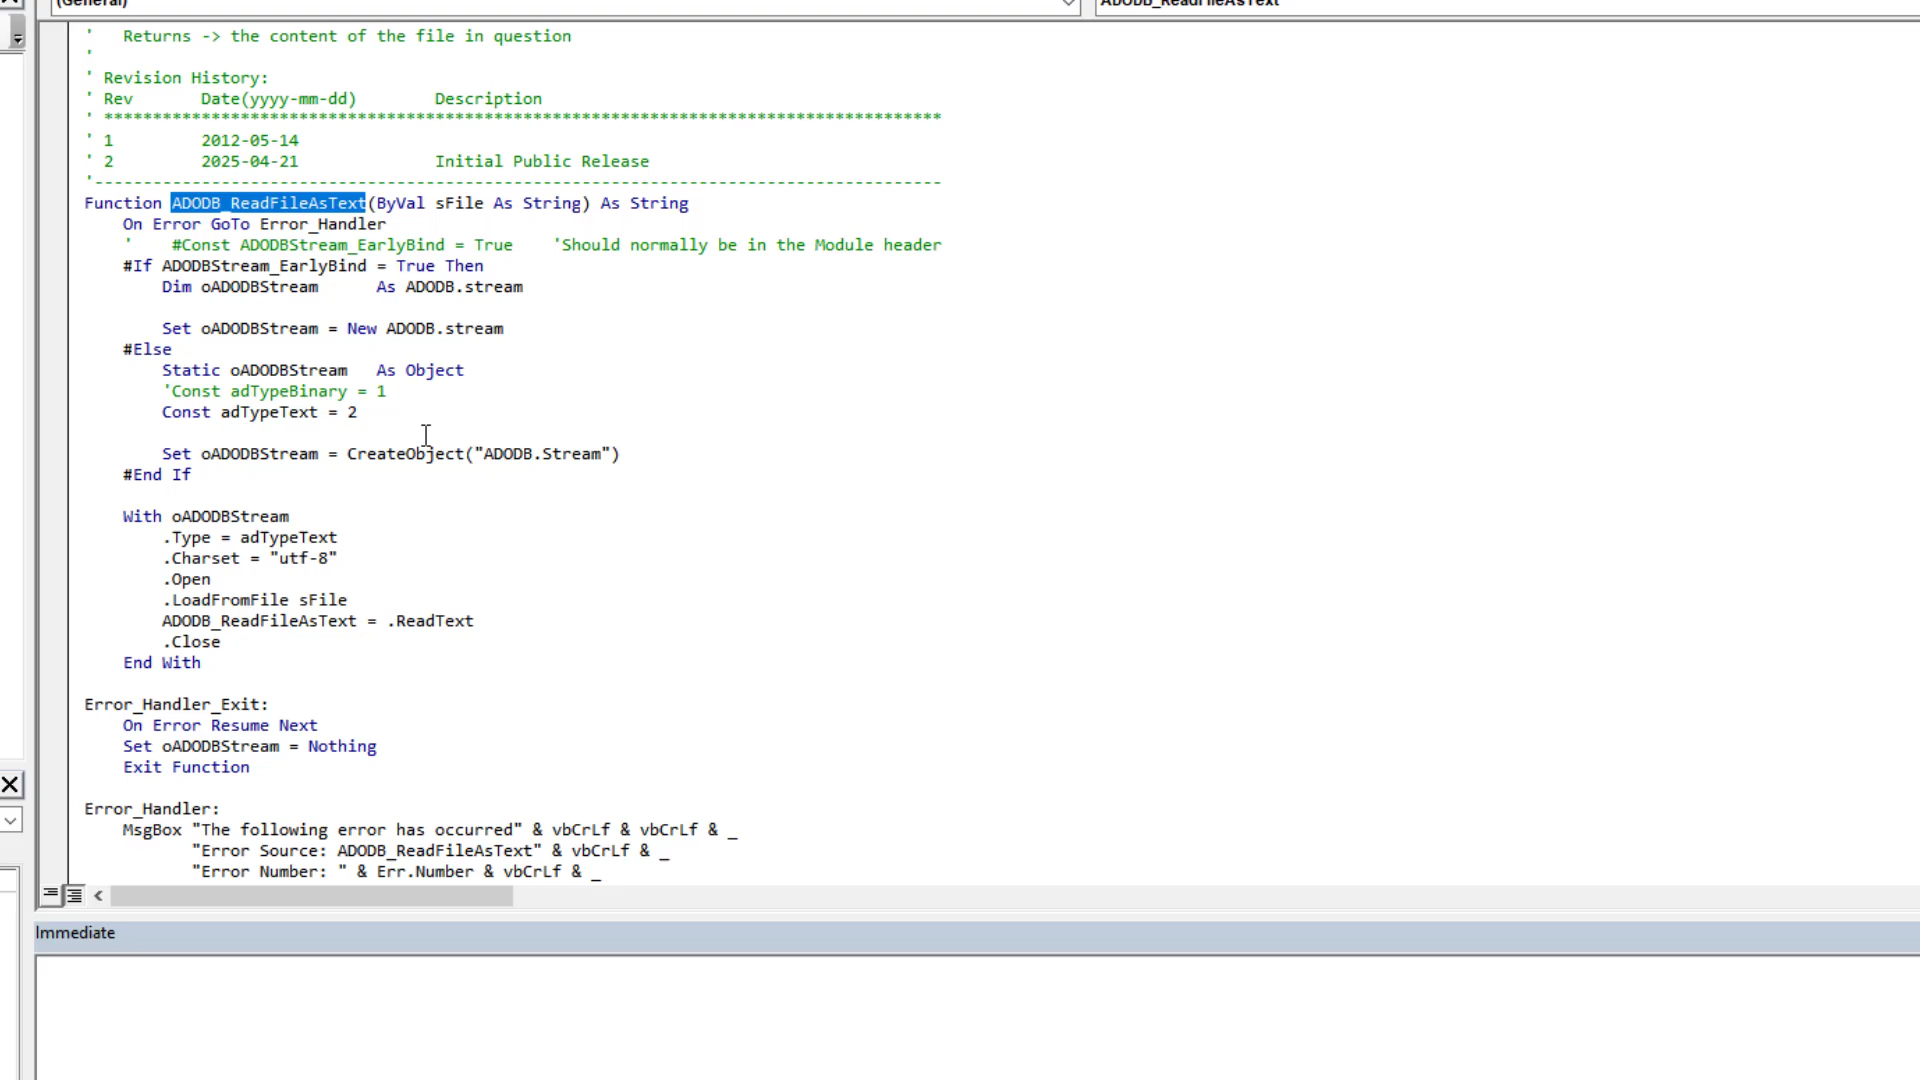 (General)
ADODB_ReadFileAsText
'   Returns -> the content of the file in question
'
' Revision History:
' Rev       Date(yyyy-mm-dd)        Description
' **************************************************************************************
' 1         2012-05-14
' 2         2025-04-21              Initial Public Release
'---------------------------------------------------------------------------------------
Function ADODB_ReadFileAsText(ByVal sFile As String) As String
    On Error GoTo Error_Handler
    '    #Const ADODBStream_EarlyBind = True    'Should normally be in the Module header
    #If ADODBStream_EarlyBind = True Then
        Dim oADODBStream      As ADODB.stream
        Set oADODBStream = New ADODB.stream
    #Else
        Static oADODBStream   As Object
        'Const adTypeBinary = 1
        Const adTypeText = 2
        Set oADODBStream = CreateObject("ADODB.Stream")
    #End If
    With oADODBStream
        .Type = adTypeText
        .Charset = "utf-8"
        .Open
        .LoadFromFile sFile
        ADODB_ReadFileAsText = .ReadText
        .Close
    End With
Error_Handler_Exit:
    On Error Resume Next
    Set oADODBStream = Nothing
    Exit Function
Error_Handler:
    MsgBox "The following error has occurred" & vbCrLf & vbCrLf & _
           "Error Source: ADODB_ReadFileAsText" & vbCrLf & _
           "Error Number: " & Err.Number & vbCrLf & _
Immediate